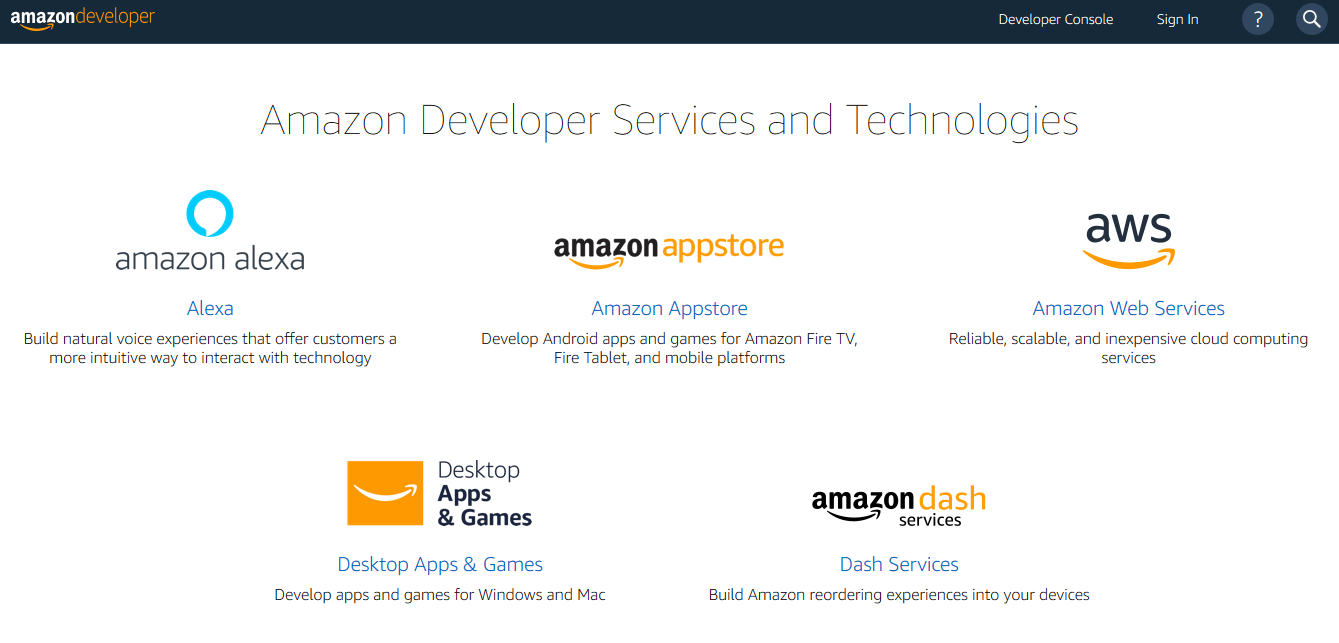 amazondeveloper
Developer Console
Sign In
?
Amazon Developer Services and Technologies
amazon alexa
Alexa
Build natural voice experiences that offer customers a
more intuitive way to interact with technology
amazon appstore
Amazon Appstore
Develop Android apps and games for Amazon Fire TV,
Fire Tablet, and mobile platforms
aws
Amazon Web Services
Reliable, scalable, and inexpensive cloud computing
services
Desktop
Apps
& Games
Desktop Apps & Games
Develop apps and games for Windows and Mac
amazon dash
services
Dash Services
Build Amazon reordering experiences into your devices